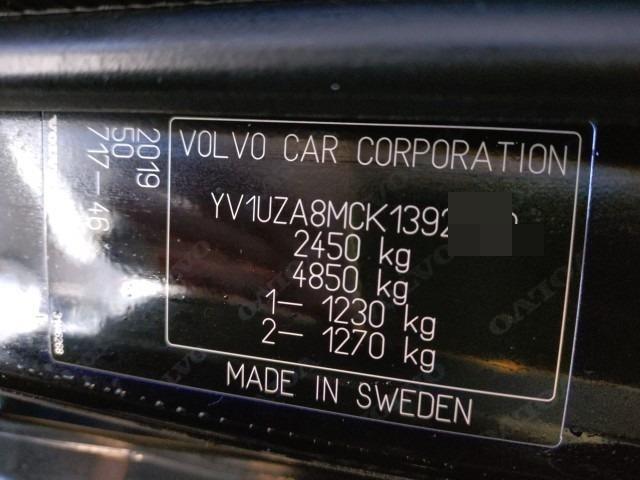 VOLVO CAR CORPORATION
YV1UZA8MCK1392
2450 kg
4850 kg
1– 1230 kg
2– 1270 kg
MADE IN SWEDEN
2019
50
717–46